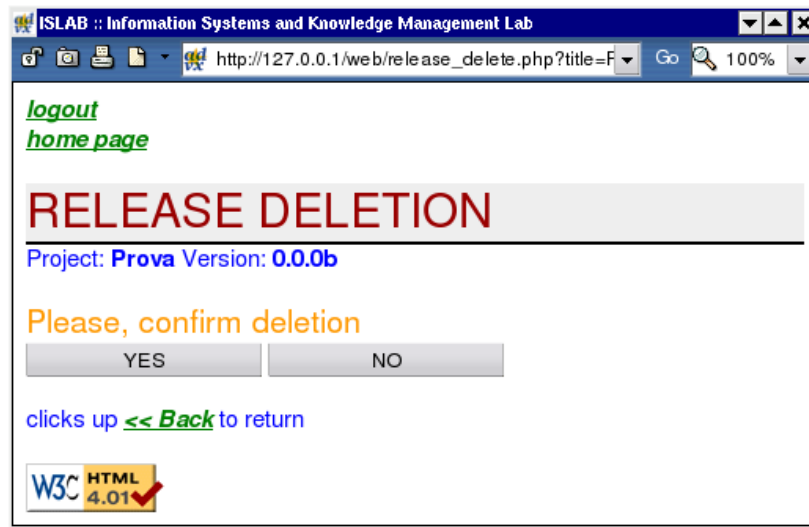 ISLAB :: Information Systems and Knowledge Management Lab
http://127.0.0.1/web/release_delete.php?title=F Go 100%
logout
home page
RELEASE DELETION
Project: Prova Version: 0.0.0b
Please, confirm deletion
YES NO
clicks up << Back to return
W3C HTML 4.01